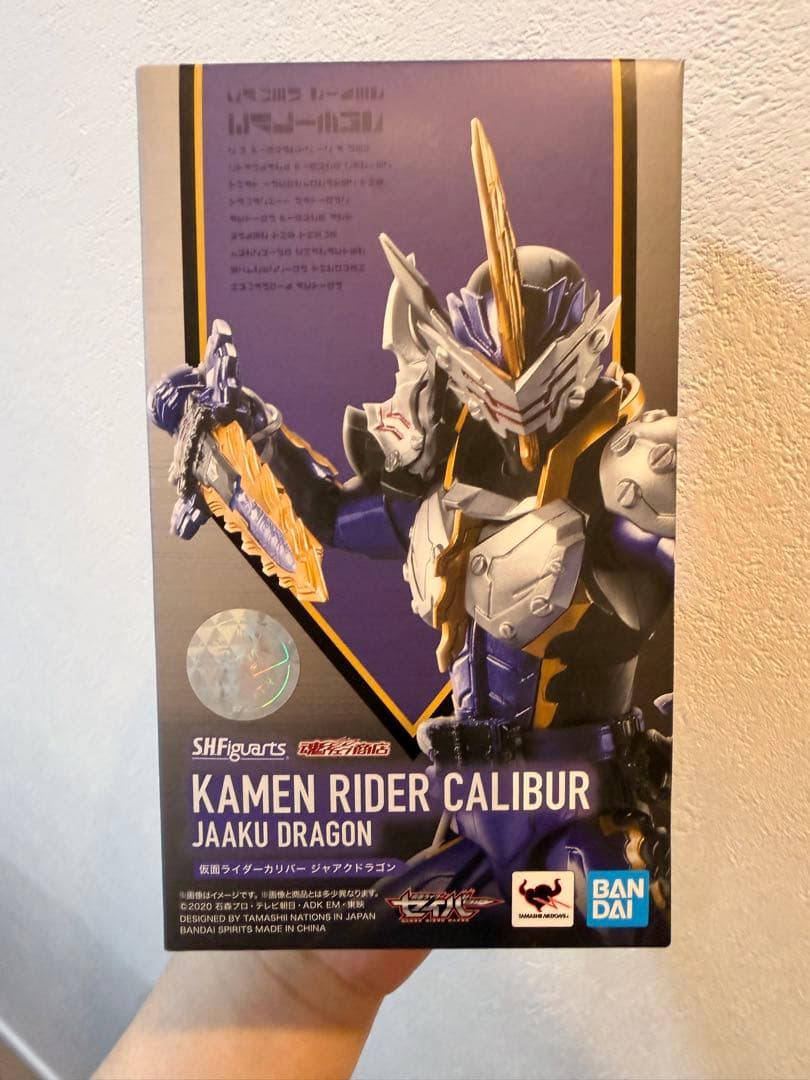 S.H.Figuarts
魂ウェブ商店
KAMEN RIDER CALIBUR
JAAKU DRAGON
仮面ライダーカリバー ジャアクドラゴン
※画像はイメージです。※画像と商品とは多少異なります。
©2020 石森プロ・テレビ朝日・ADK EM・東映
DESIGNED BY TAMASHII NATIONS IN JAPAN
BANDAI SPIRITS MADE IN CHINA
セイバー
TAMASHII NATIONS
BAN
DAI